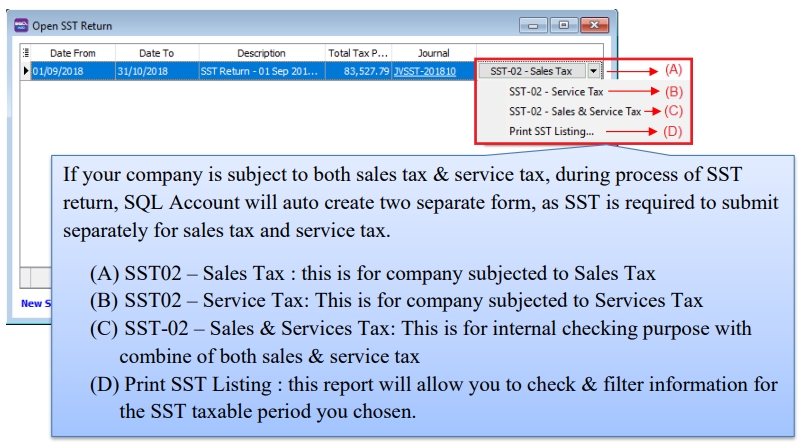 Open SST Return
Date From Date To Description Total Tax P... Journal
01/09/2018 31/10/2018 SST Return - 01 Sep 201... 83,527.79 JVSST-201810 SST-02 - Sales Tax (A)
SST-02 - Service Tax (B)
SST-02 - Sales & Service Tax (C)
Print SST Listing... (D)
If your company is subject to both sales tax & service tax, during process of SST
return, SQL Account will auto create two separate form, as SST is required to submit
separately for sales tax and service tax.
(A) SST02 – Sales Tax : this is for company subjected to Sales Tax
(B) SST02 – Service Tax: This is for company subjected to Services Tax
(C) SST-02 – Sales & Services Tax: This is for internal checking purpose with
combine of both sales & service tax
(D) Print SST Listing : this report will allow you to check & filter information for
the SST taxable period you chosen.
New S